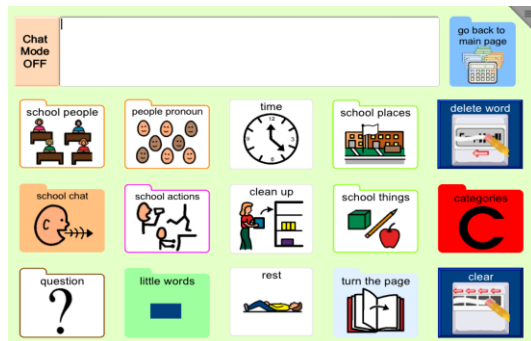 Chat
Mode
OFF
go back to
main page
school people
people pronoun
time
school places
delete word
school chat
school actions
clean up
school things
categories
C
question
?
little words
rest
turn the page
clear